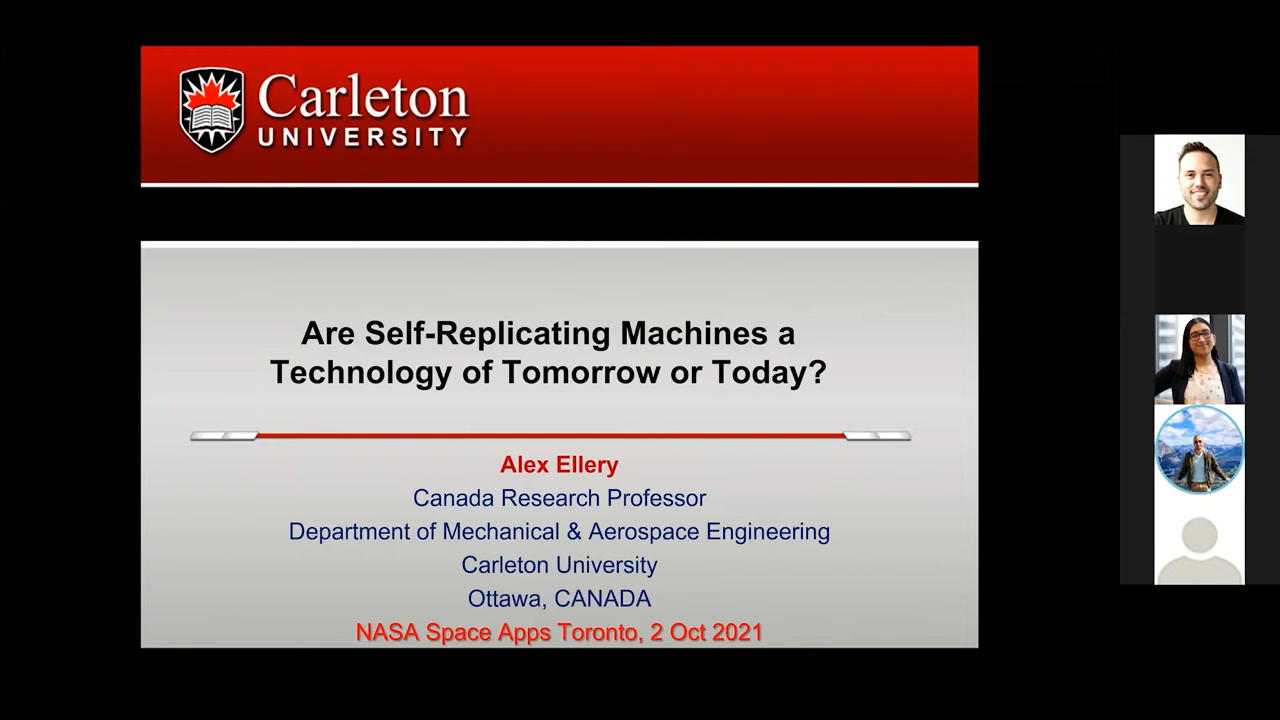 Carleton
UNIVERSITY
Are Self-Replicating Machines a
Technology of Tomorrow or Today?
Alex Ellery
Canada Research Professor
Department of Mechanical & Aerospace Engineering
Carleton University
Ottawa, CANADA
NASA Space Apps Toronto, 2 Oct 2021